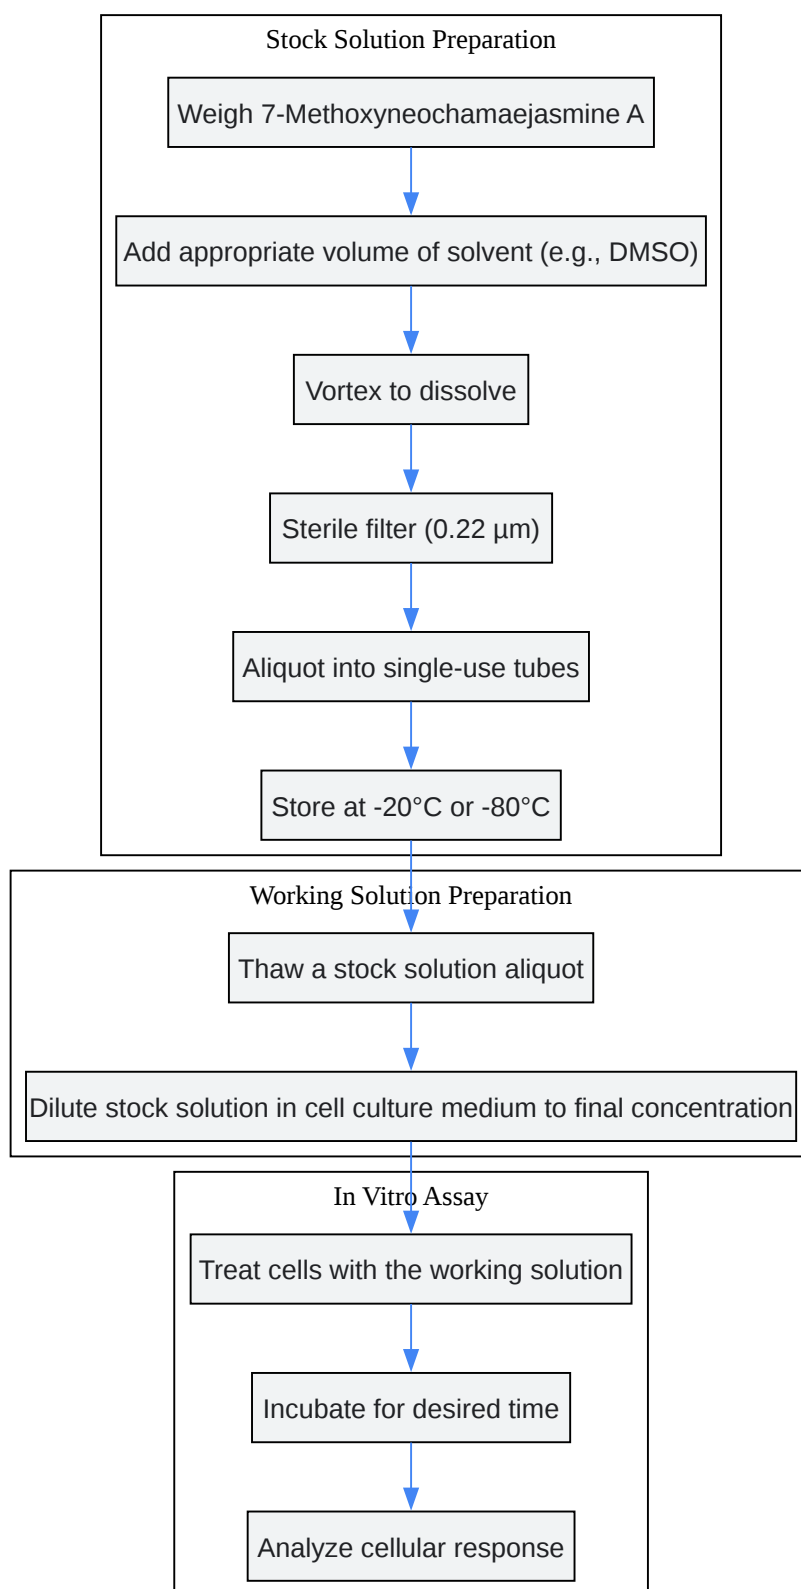 Stock Solution Preparation
Weigh 7-Methoxyneochamaejasmine A
Add appropriate volume of solvent (e.g., DMSO)
Vortex to dissolve
Sterile filter (0.22 µm)
Aliquot into single-use tubes
Store at -20°C or -80°C
Working Solution Preparation
Thaw a stock solution aliquot
Dilute stock solution in cell culture medium to final concentration
In Vitro Assay
Treat cells with the working solution
Incubate for desired time
Analyze cellular response